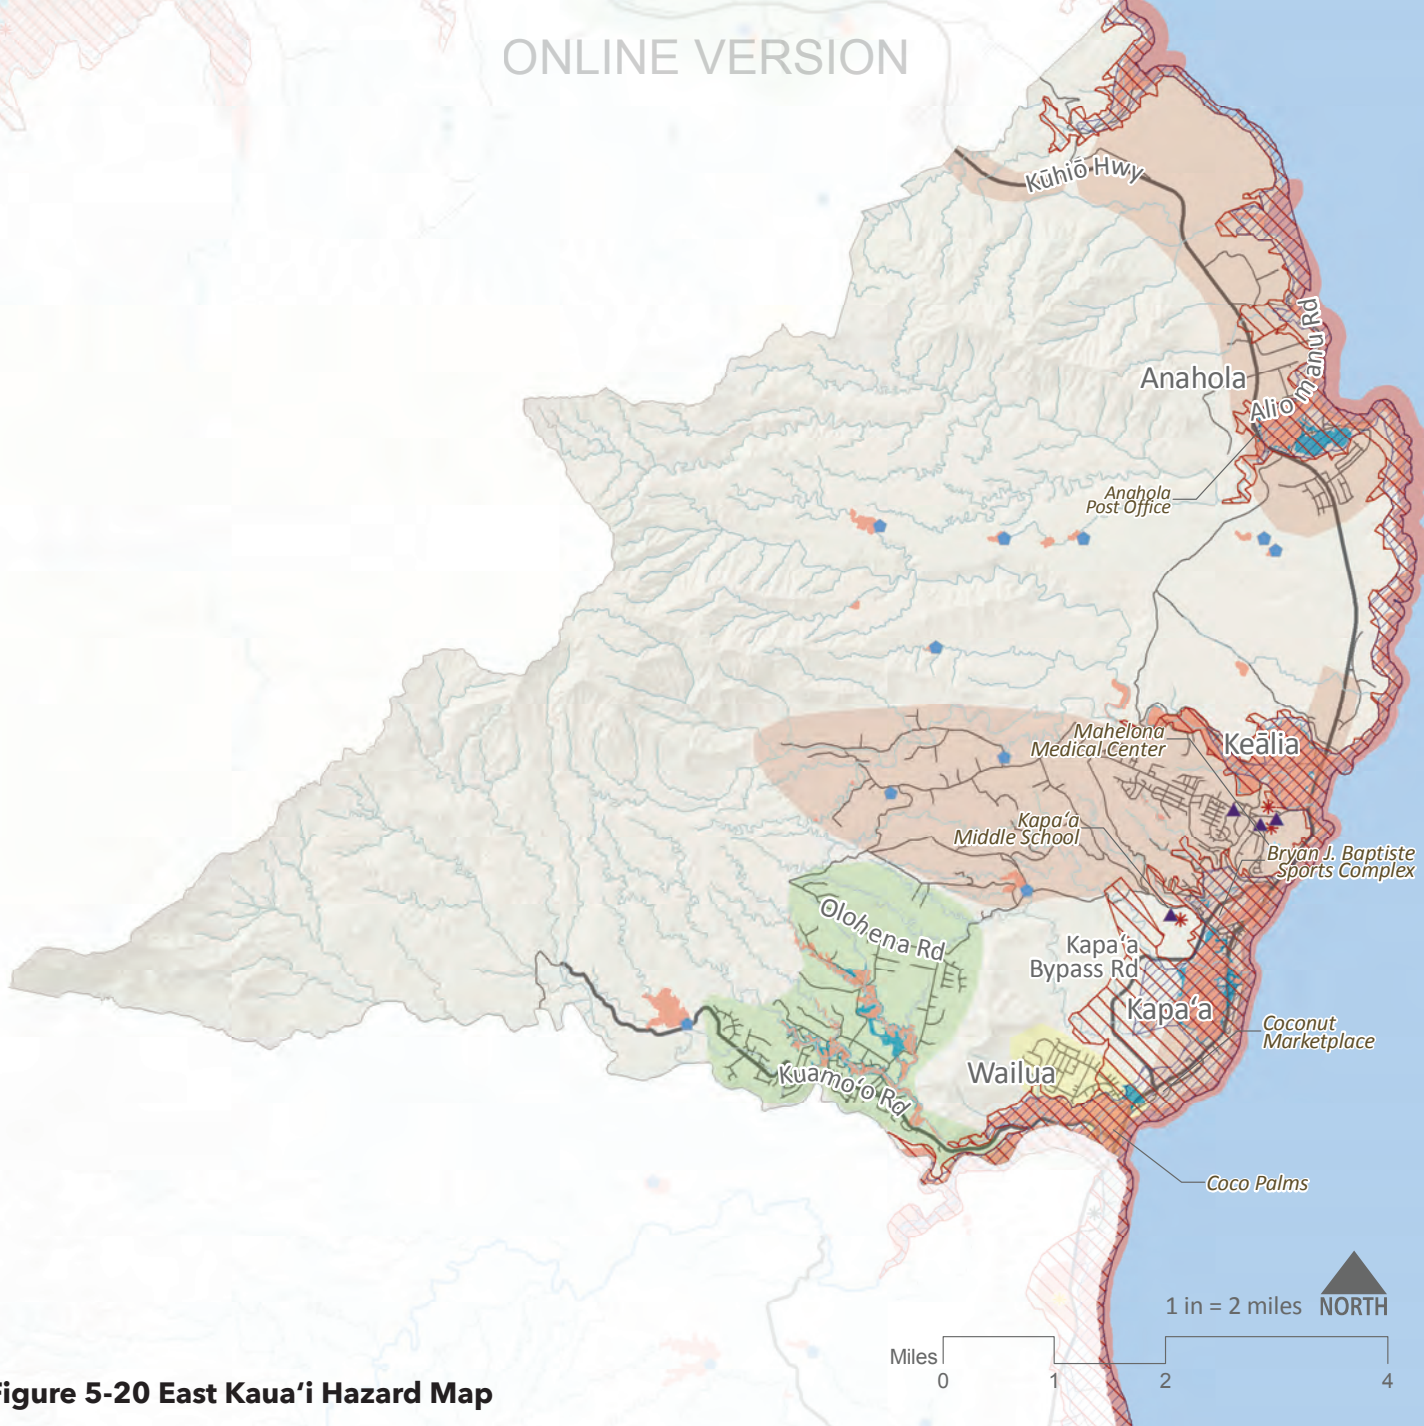 ONLINE VERSION
Kūhiō Hwy
Aliomanu Rd
Anahola
Anahola
Post Office
Mahelona
Medical Center
Keālia
Kapaʻa
Middle School
Bryan J. Baptiste
Sports Complex
Olohena Rd
Kapaʻa
Bypass Rd
Kapaʻa
Coconut
Marketplace
Wailua
Kuamoʻo Rd
Coco Palms
1 in = 2 miles
NORTH
Miles
0 1 2 4
Figure 5-20 East Kauaʻi Hazard Map